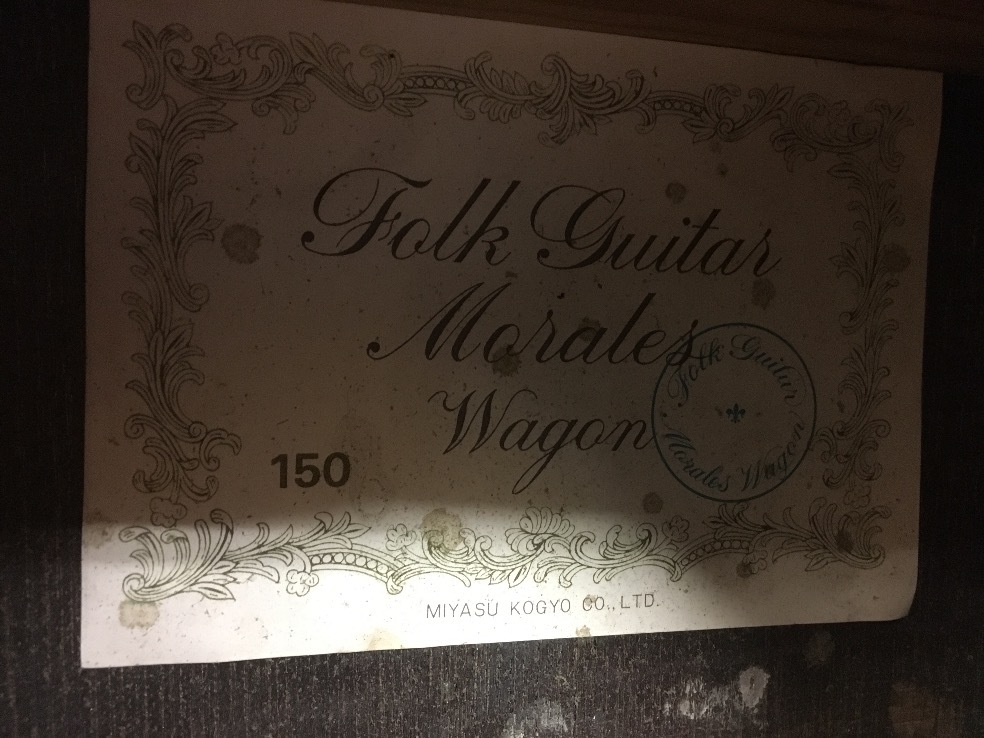 Folk Guitar
Morales
Wagon
150
Folk Guitar
Morales Wagon
MIYASU KOGYO CO., LTD.